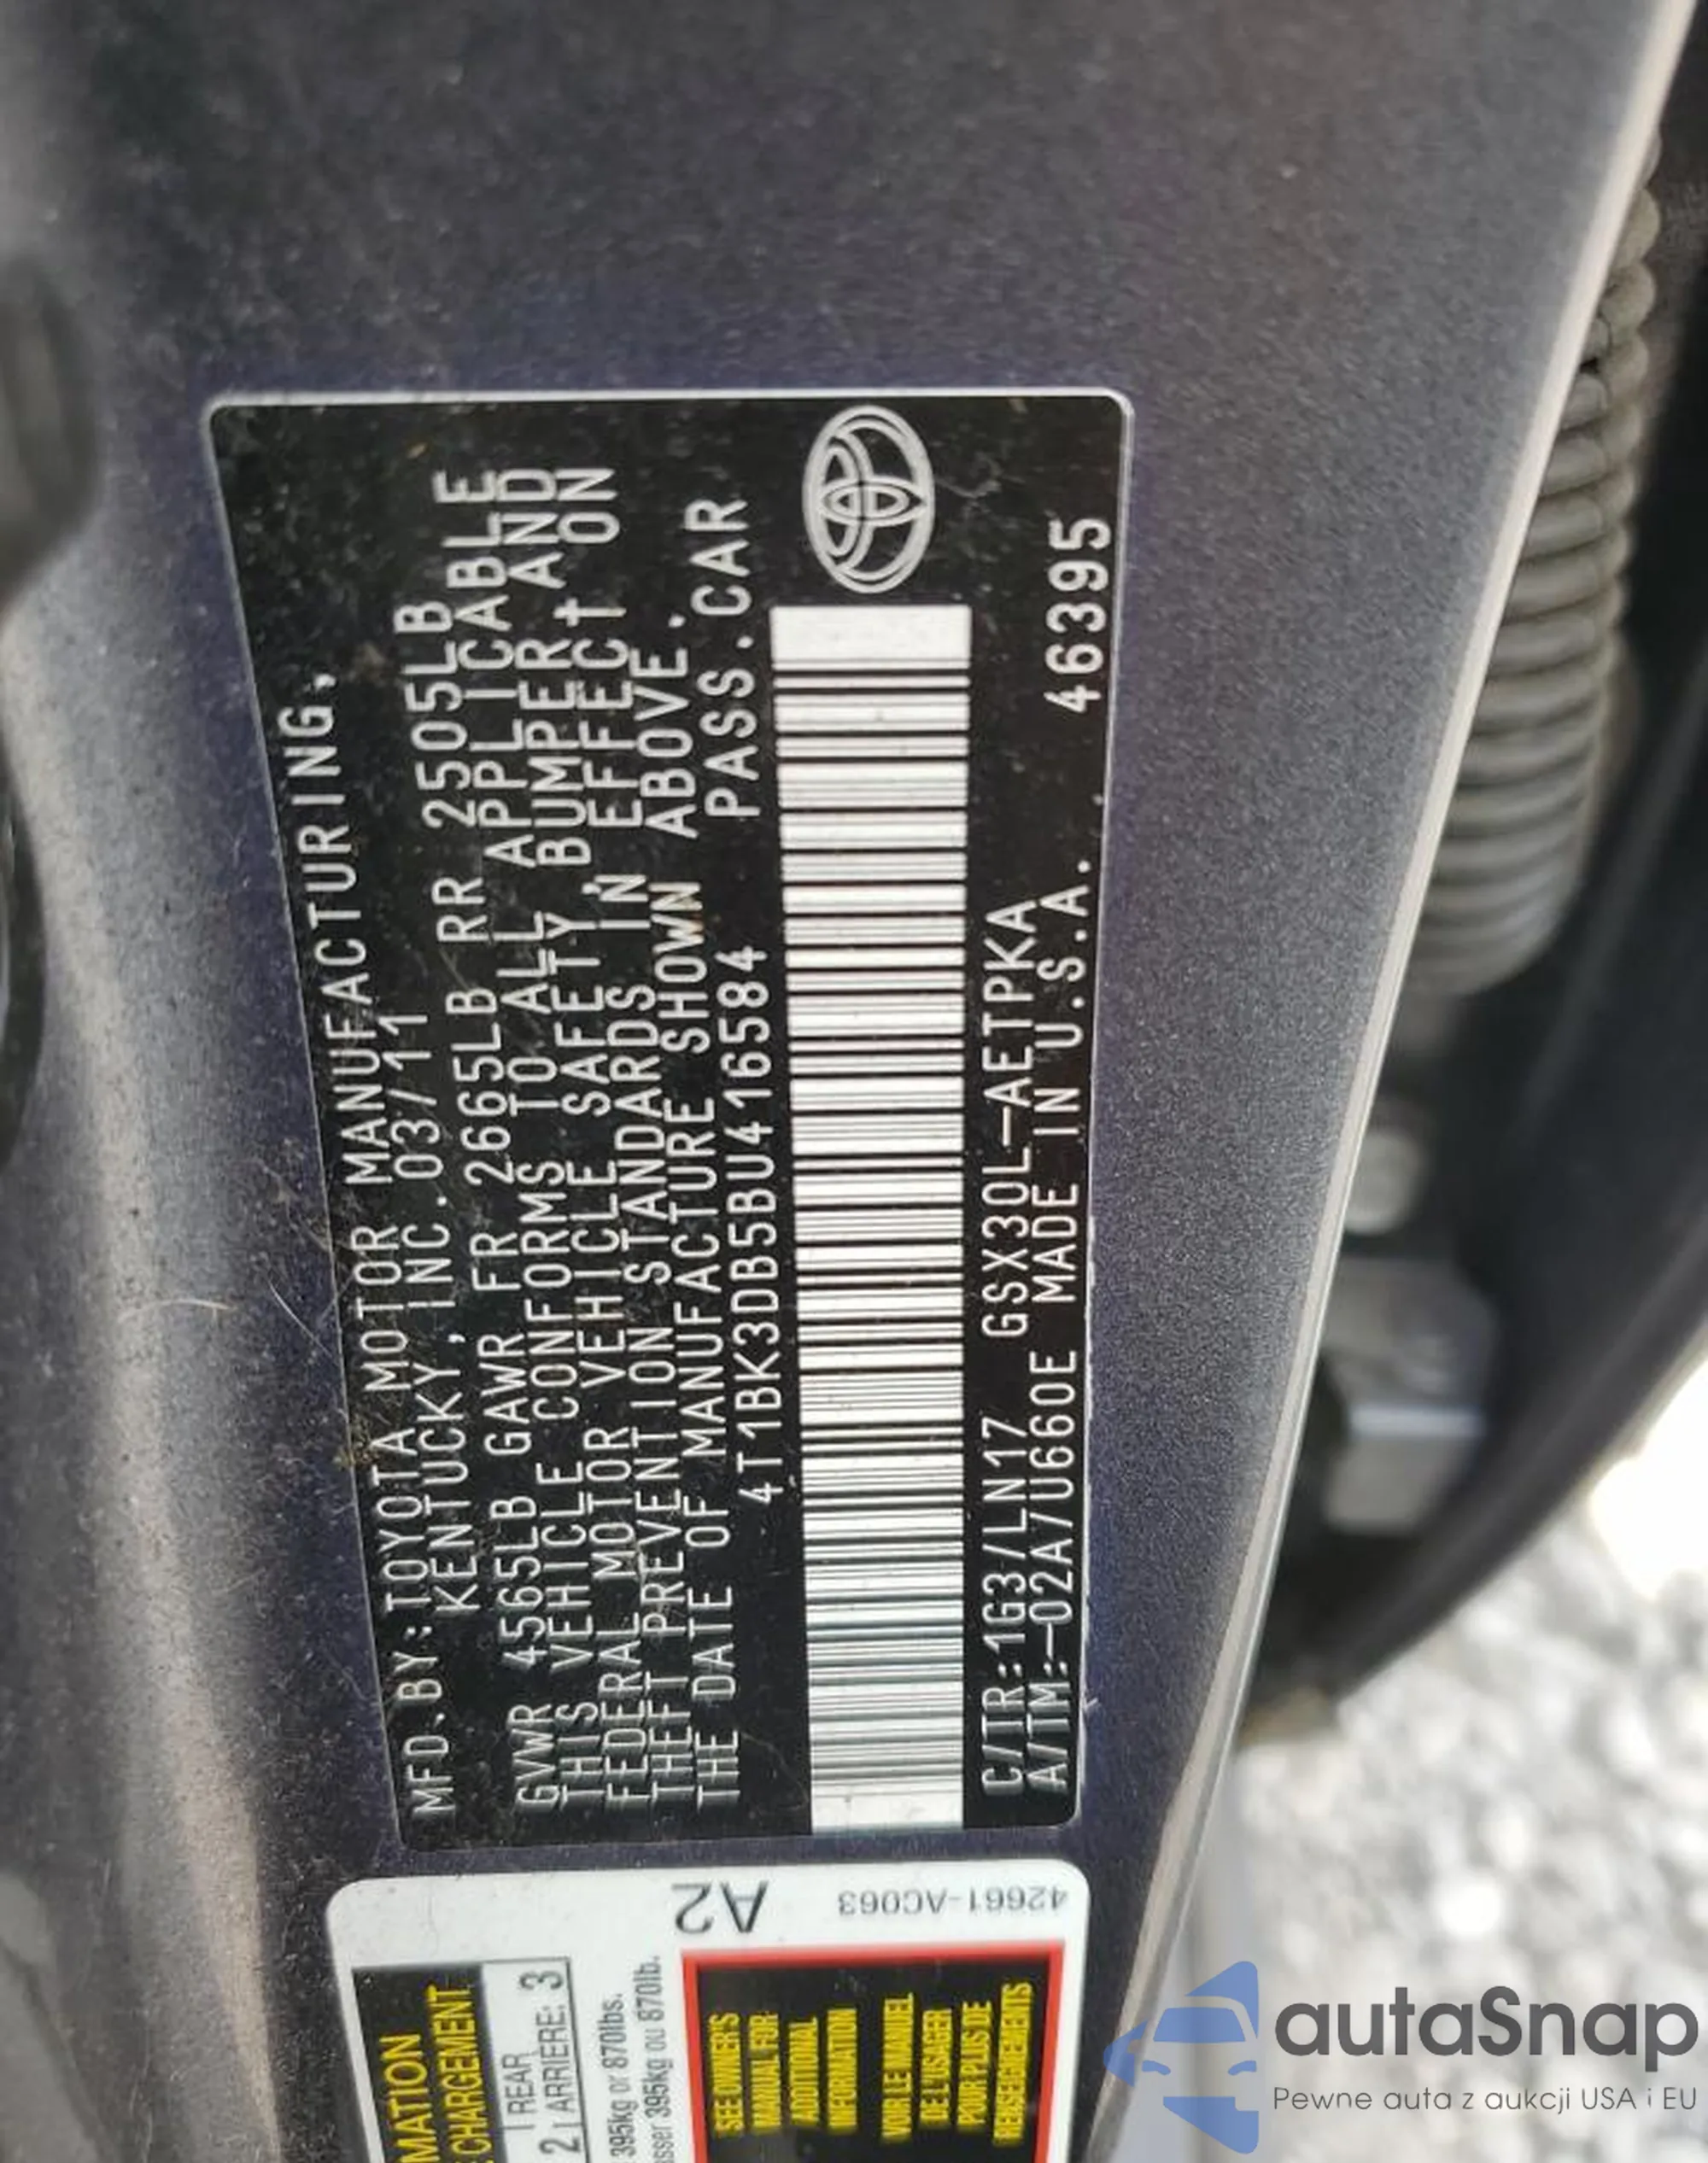 MFD.BY:TOYOTA MOTOR MANUFACTURING,
KENTUCKY, INC.03/11
GVWR 4565LB GAWR FR 2665LB RR 2505LB
THIS VEHICLE CONFORMS TO ALL APPLICABLE
FEDERAL MOTOR VEHICLE SAFETY, BUMPER, AND
THEFT PREVENTION STANDARDS IN EFFECT ON
THE DATE OF MANUFACTURE SHOWN ABOVE.
4T1BK3DB5BU416584 PASS.CAR
C/TR:1G3/LN17 GSX30L-AETPKA
A/TM:-02A/U660E MADE IN U.S.A. 46395
A2
42661-AC063
MATION
CHARGEMENT
REAR 3
2 ARRIERE:
395kg or 870lbs.
asser 395kg ou 870lb.
SEE OWNER'S
MANUAL FOR
ADDITIONAL
INFORMATION
VOIR LE MANUEL
DE L'USAGER
POUR PLUS DE
RENSEIGNEMENTS
autaSnap
Pewne auta z aukcji USA i EU